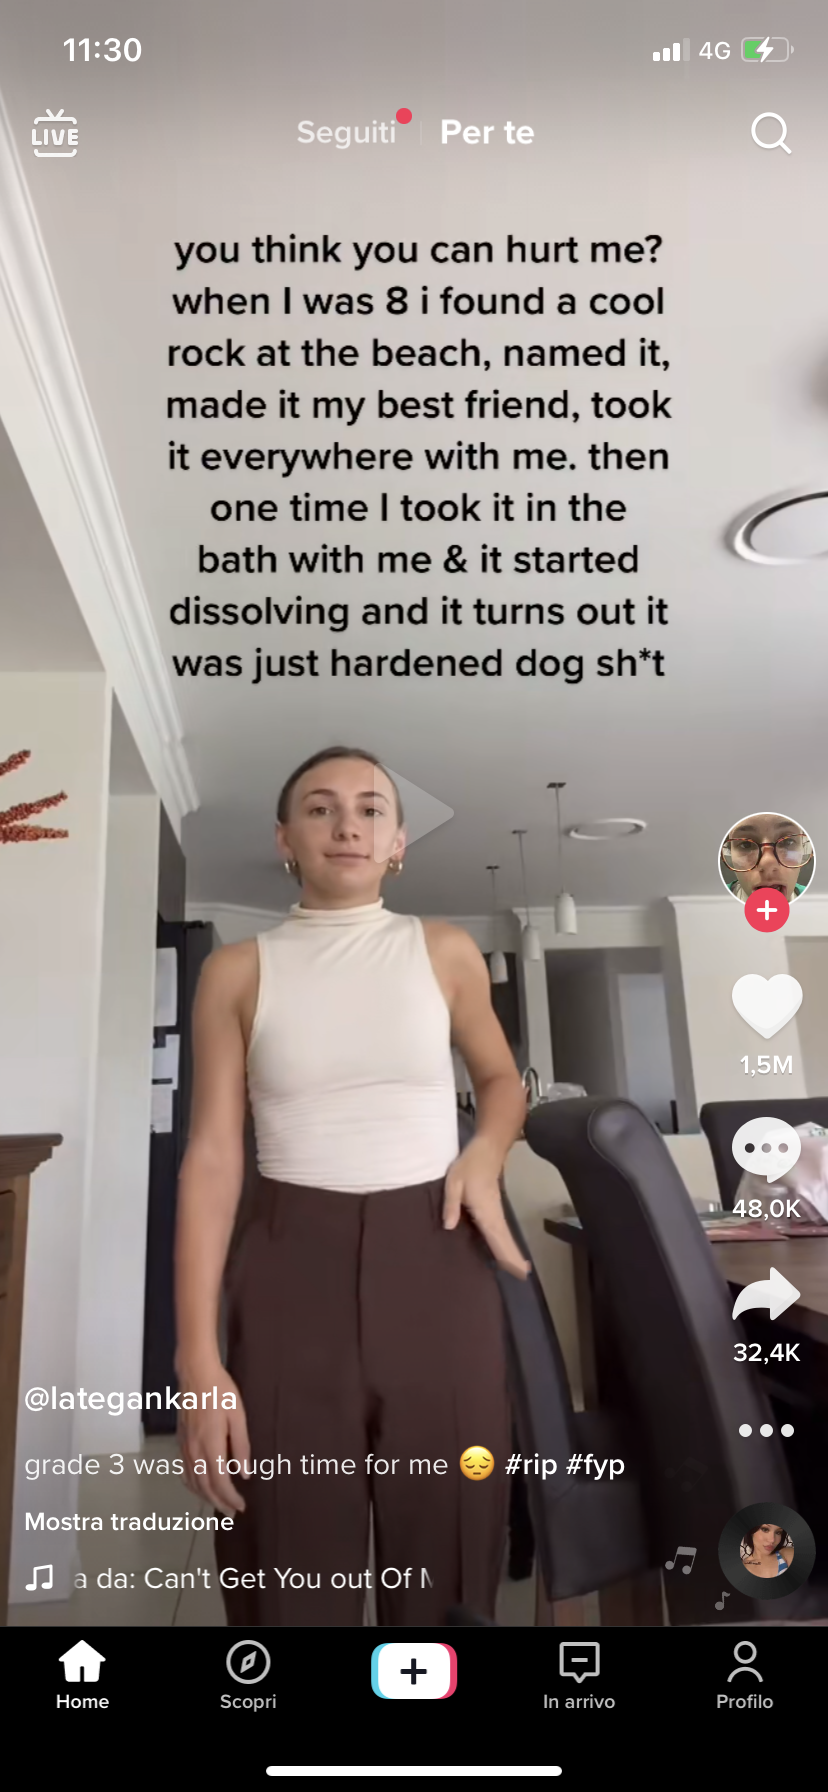 11:30
4G
LIVE
Seguiti
Per te
you think you can hurt me?
when I was 8 i found a cool
rock at the beach, named it,
made it my best friend, took
it everywhere with me. then
one time I took it in the
bath with me & it started
dissolving and it turns out it
was just hardened dog sh*t
1,5M
48,0K
32,4K
@lategankarla
grade 3 was a tough time for me 😔 #rip #fyp
Mostra traduzione
a da: Can't Get You out Of
Home
Scopri
In arrivo
Profilo